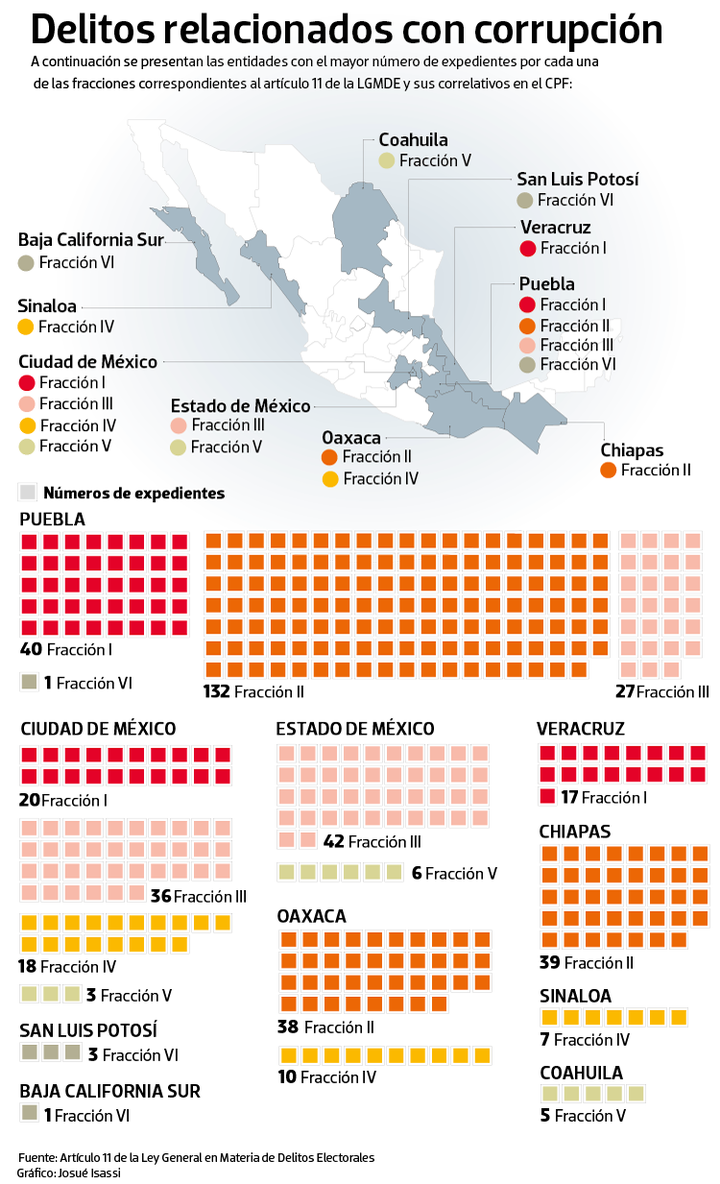 Delitos relacionados con corrupción
A continuación se presentan las entidades con el mayor número de expedientes por cada una
de las fracciones correspondientes al artículo 11 de la LGMDE y sus correlativos en el CPF:
Coahuila
Fracción V
San Luis Potosí
Fracción VI
Veracruz
Fracción I
Baja California Sur
Fracción VI
Puebla
Fracción I
Fracción II
Fracción III
Fracción VI
Sinaloa
Fracción IV
Ciudad de México
Fracción I
Fracción III
Fracción IV
Fracción V
Estado de México
Fracción III
Fracción V
Oaxaca
Fracción II
Fracción IV
Chiapas
Fracción II
Números de expedientes
PUEBLA
40 Fracción I
1 Fracción VI
132 Fracción II
27 Fracción III
CIUDAD DE MÉXICO
20 Fracción I
36 Fracción III
18 Fracción IV
3 Fracción V
SAN LUIS POTOSÍ
3 Fracción VI
BAJA CALIFORNIA SUR
1 Fracción VI
ESTADO DE MÉXICO
42 Fracción III
6 Fracción V
OAXACA
38 Fracción II
10 Fracción IV
VERACRUZ
17 Fracción I
CHIAPAS
39 Fracción II
SINALOA
7 Fracción IV
COAHUILA
5 Fracción V
Fuente: Artículo 11 de la Ley General en Materia de Delitos Electorales
Gráfico: Josué Isassi